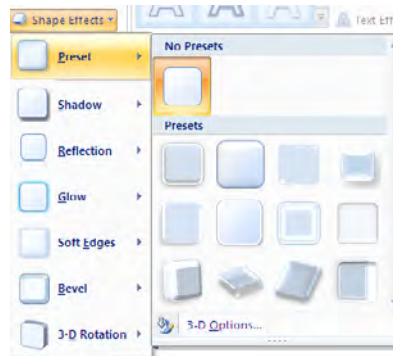 Shape Effects
Text Eff
Preset
Shadow
Reflection
Glow
Soft Edges
Bevel
3-D Rotation
No Presets
Presets
3-D Options...